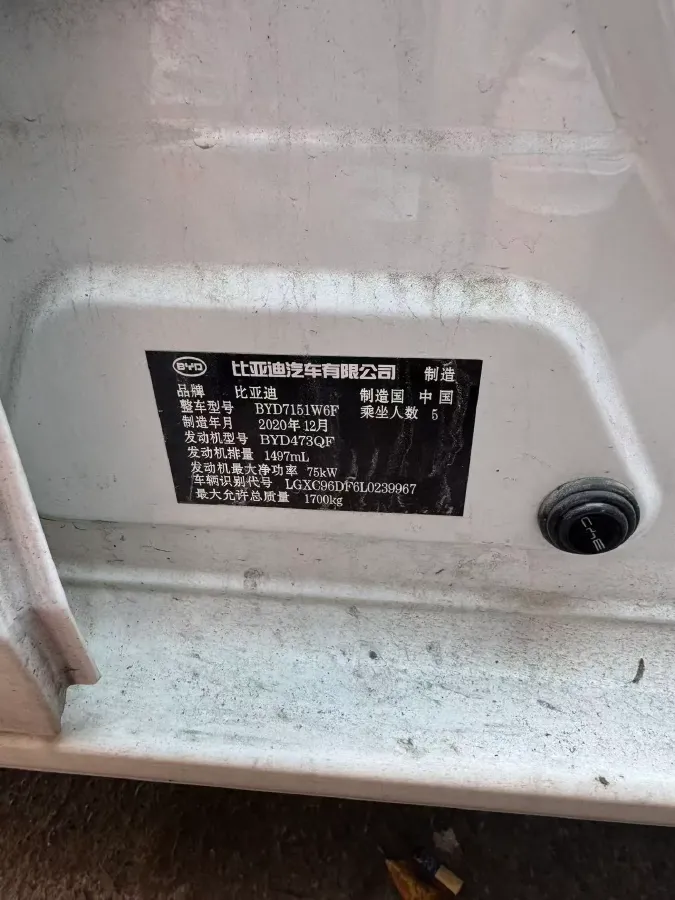 BYD 比亚迪汽车有限公司 制造
品牌 比亚迪 制造国 中国
整车型号 BYD7151W6F 乘坐人数 5
制造年月 2020年12月
发动机型号 BYD473QF
发动机排量 1497mL
发动机最大净功率 75kW
车辆识别代号 LGXC96DF6L0239967
最大允许总质量 1700kg